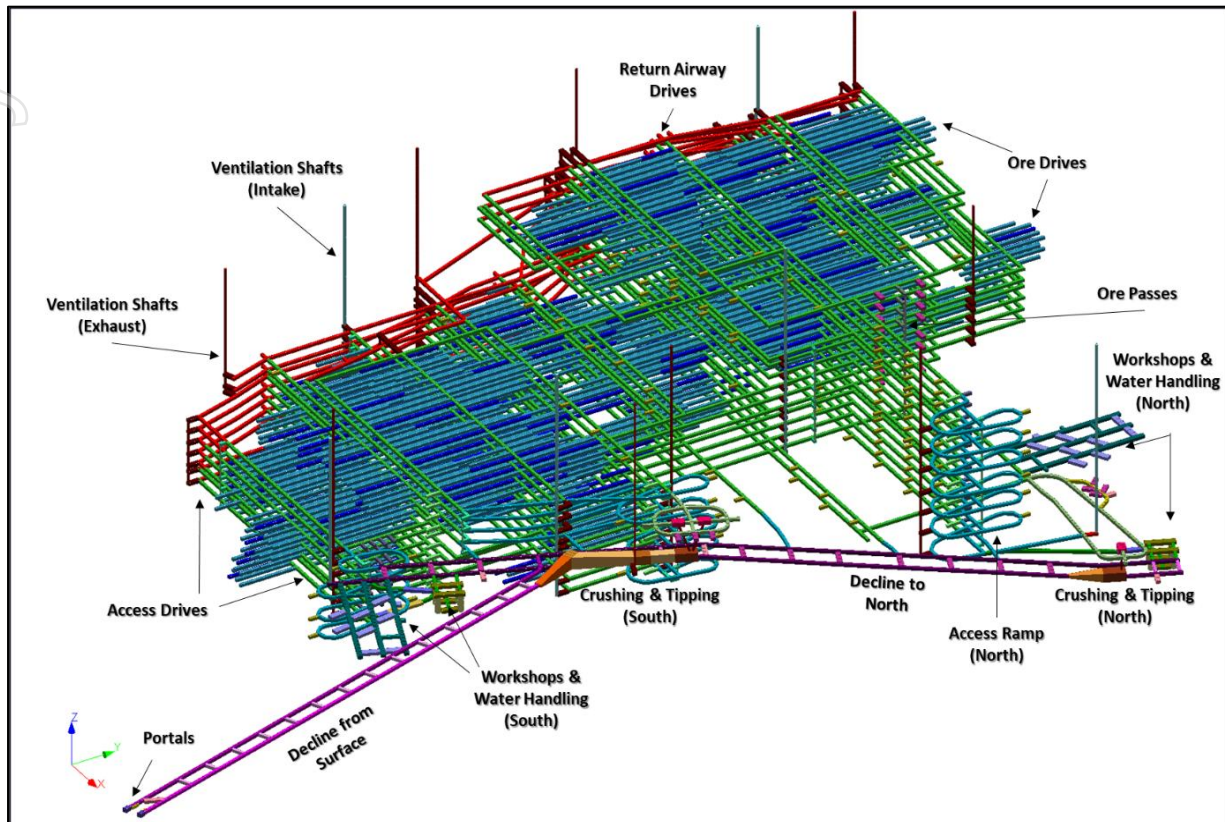 Return Airway
Drives
Ventilation Shafts
(Intake)
Ore Drives
Ventilation Shafts
(Exhaust)
Ore Passes
Workshops &
Water Handling
(North)
Access Drives
Crushing & Tipping
(South)
Decline to
North
Crushing & Tipping
(North)
Access Ramp
(North)
Workshops &
Water Handling
(South)
Decline from
Surface
Portals
Z
Y
X